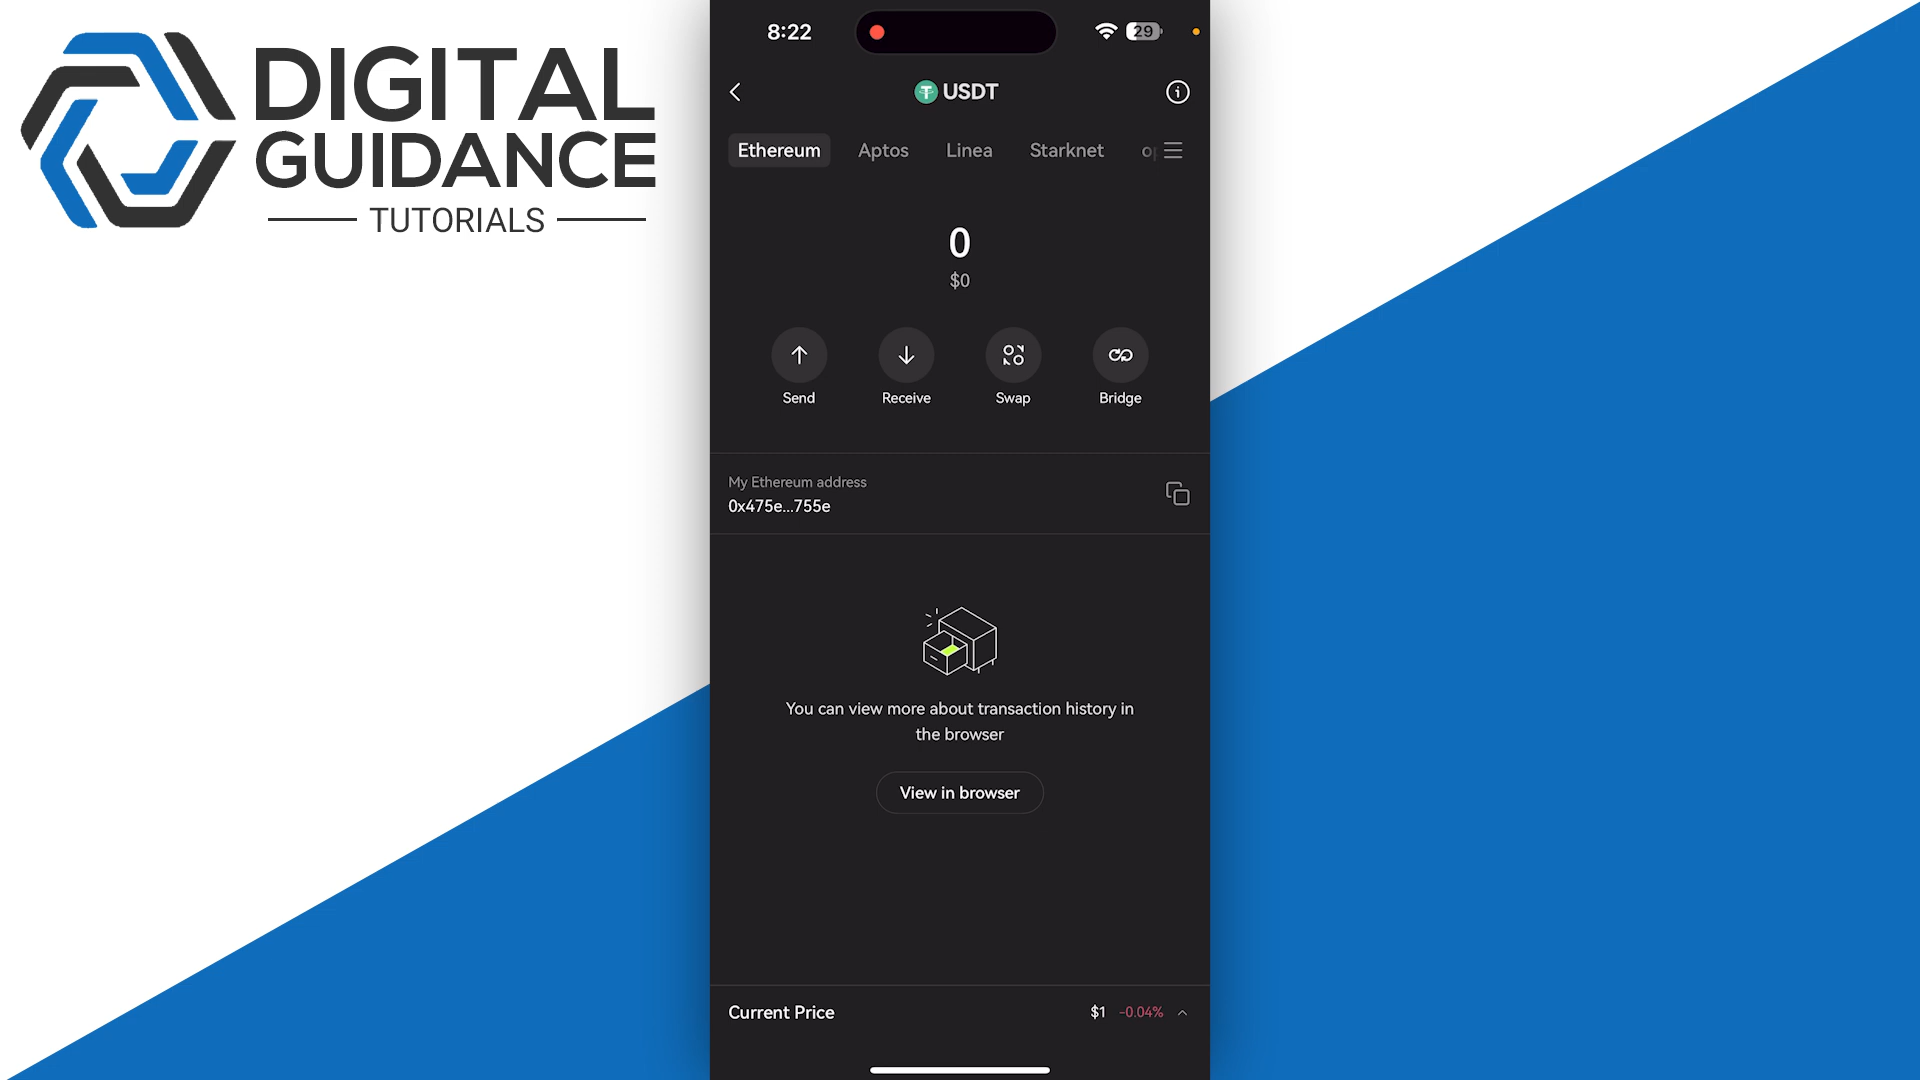 DIGITAL
GUIDANCE
TUTORIALS
8:22
29
USDT
Ethereum Aptos Linea Starknet op
0
$0
Send Receive Swap Bridge
My Ethereum address
0x475e...755e
You can view more about transaction history in
the browser
View in browser
Current Price $1 -0.04%